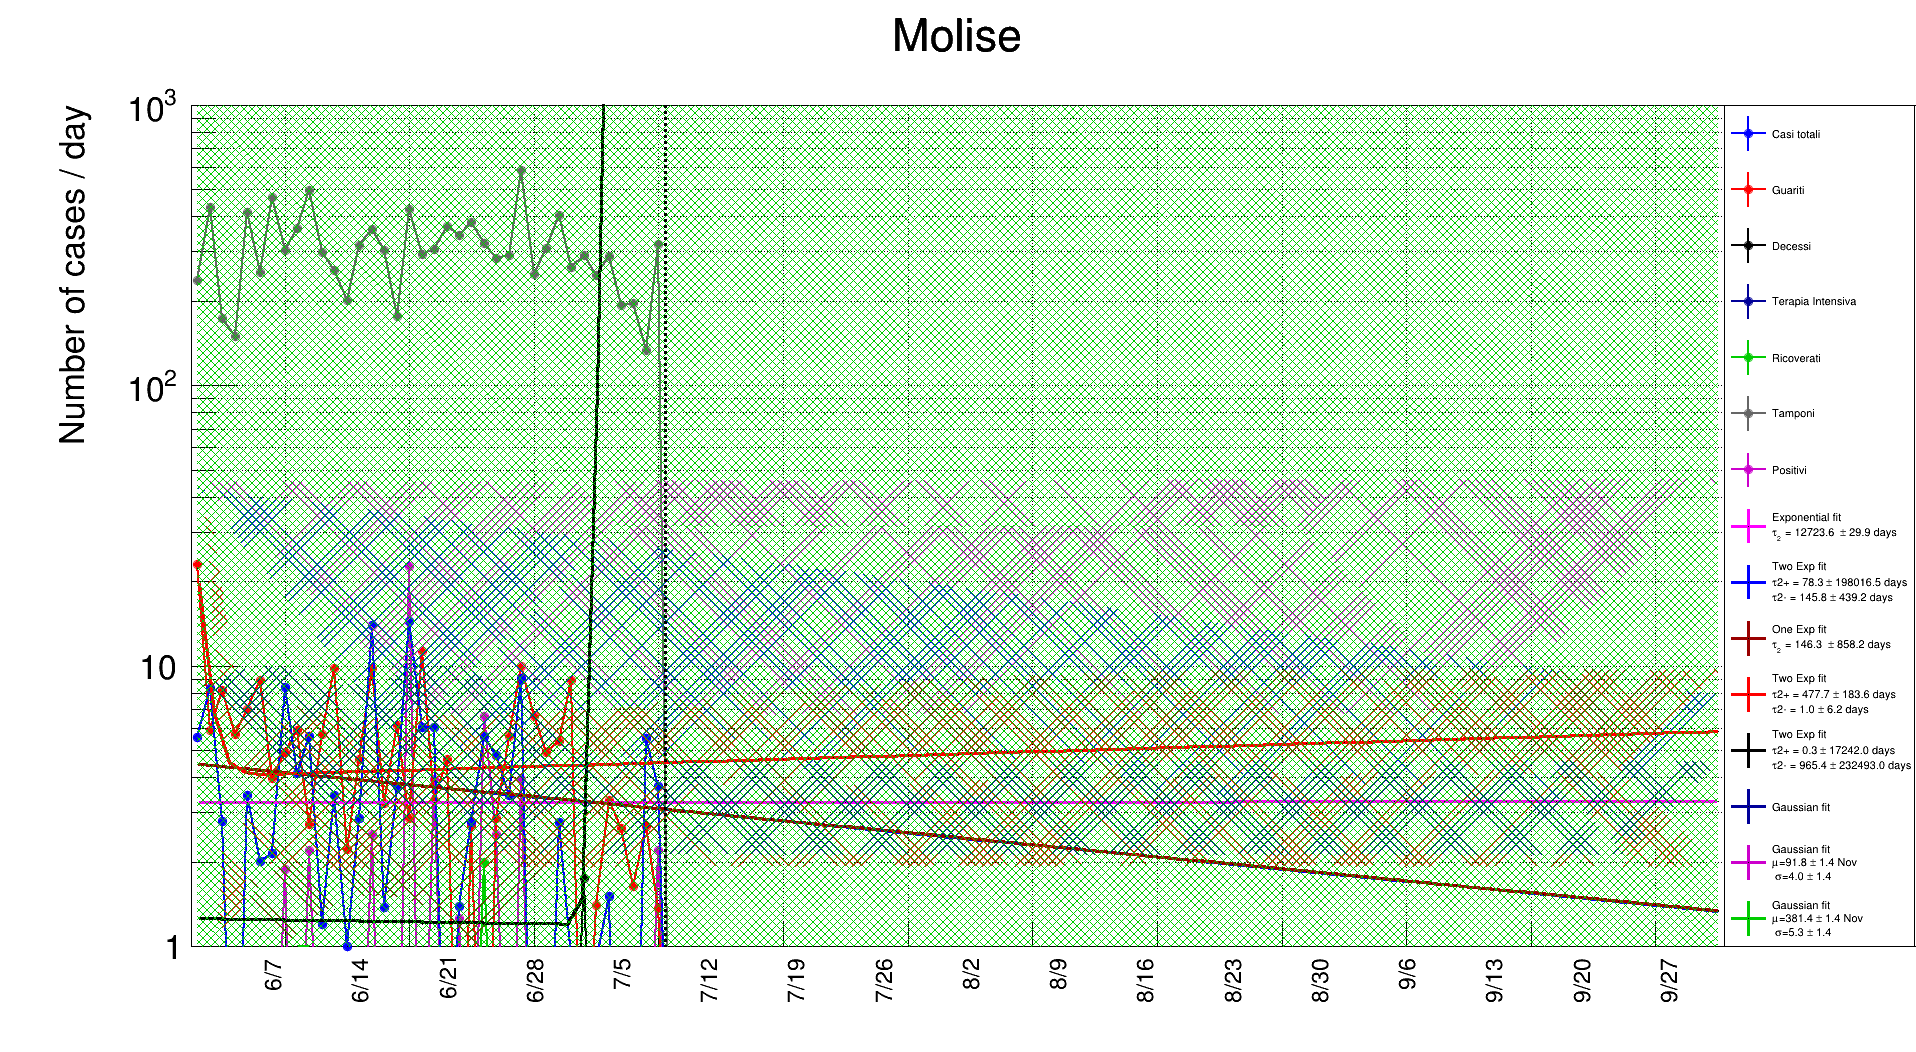 Molise
Number of cases / day
10³
10²
10
1
6/7
6/14
6/21
6/28
7/5
7/12
7/19
7/26
8/2
8/9
8/16
8/23
8/30
9/6
9/13
9/20
9/27
Casi totali
Guariti
Decessi
Terapia Intensiva
Ricoverati
Tamponi
Positivi
Exponential fit
τ₂ = 12723.6 ± 29.9 days
Two Exp fit
τ2+ = 78.3 ± 198016.5 days
τ2- = 145.8 ± 439.2 days
One Exp fit
τ₂ = 146.3 ± 858.2 days
Two Exp fit
τ2+ = 477.7 ± 183.6 days
τ2- = 1.0 ± 6.2 days
Two Exp fit
τ2+ = 0.3 ± 17242.0 days
τ2- = 965.4 ± 232493.0 days
Gaussian fit
Gaussian fit
μ=91.8 ± 1.4 Nov
σ=4.0 ± 1.4
Gaussian fit
μ=381.4 ± 1.4 Nov
σ=5.3 ± 1.4